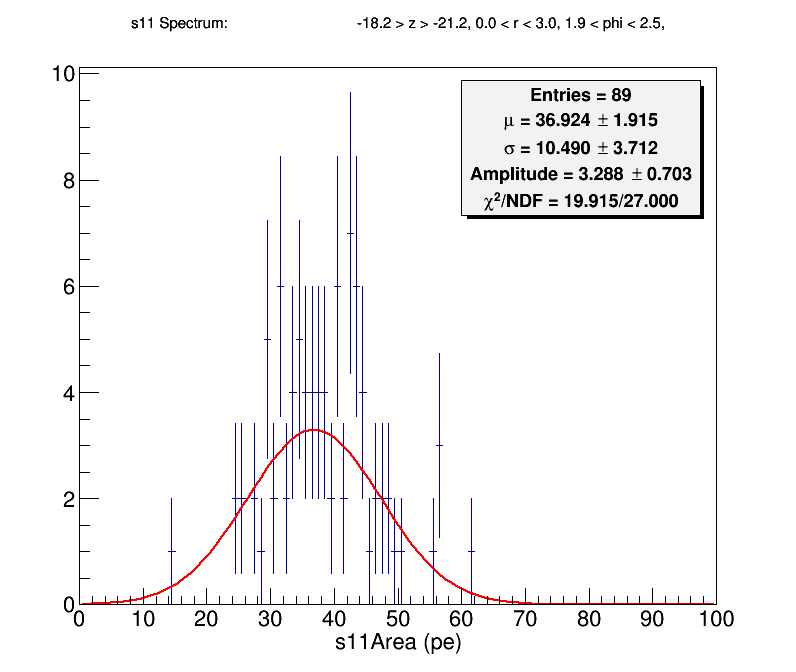 s11 Spectrum: -18.2 > z > -21.2, 0.0 < r < 3.0, 1.9 < phi < 2.5,
Entries = 89
μ = 36.924 ± 1.915
σ = 10.490 ± 3.712
Amplitude = 3.288 ± 0.703
χ²/NDF = 19.915/27.000
10
8
6
4
2
0
0 10 20 30 40 50 60 70 80 90 100
s11Area (pe)